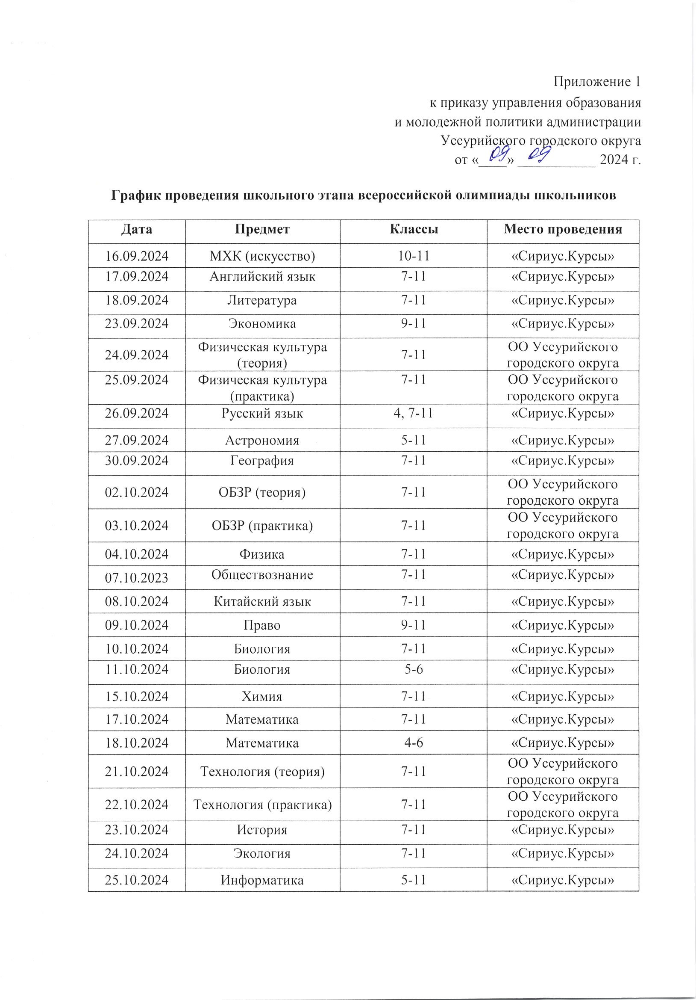 Приложение 1
к приказу управления образования
и молодежной политики администрации
Уссурийского городского округа
от «09» 09 2024 г.
График проведения школьного этапа всероссийской олимпиады школьников
Дата Предмет Классы Место проведения
16.09.2024 МХК (искусство) 10-11 «Сириус.Курсы»
17.09.2024 Английский язык 7-11 «Сириус.Курсы»
18.09.2024 Литература 7-11 «Сириус.Курсы»
23.09.2024 Экономика 9-11 «Сириус.Курсы»
24.09.2024 Физическая культура (теория) 7-11 ОО Уссурийского городского округа
25.09.2024 Физическая культура (практика) 7-11 ОО Уссурийского городского округа
26.09.2024 Русский язык 4, 7-11 «Сириус.Курсы»
27.09.2024 Астрономия 5-11 «Сириус.Курсы»
30.09.2024 География 7-11 «Сириус.Курсы»
02.10.2024 ОБЗР (теория) 7-11 ОО Уссурийского городского округа
03.10.2024 ОБЗР (практика) 7-11 ОО Уссурийского городского округа
04.10.2024 Физика 7-11 «Сириус.Курсы»
07.10.2023 Обществознание 7-11 «Сириус.Курсы»
08.10.2024 Китайский язык 7-11 «Сириус.Курсы»
09.10.2024 Право 9-11 «Сириус.Курсы»
10.10.2024 Биология 7-11 «Сириус.Курсы»
11.10.2024 Биология 5-6 «Сириус.Курсы»
15.10.2024 Химия 7-11 «Сириус.Курсы»
17.10.2024 Математика 7-11 «Сириус.Курсы»
18.10.2024 Математика 4-6 «Сириус.Курсы»
21.10.2024 Технология (теория) 7-11 ОО Уссурийского городского округа
22.10.2024 Технология (практика) 7-11 ОО Уссурийского городского округа
23.10.2024 История 7-11 «Сириус.Курсы»
24.10.2024 Экология 7-11 «Сириус.Курсы»
25.10.2024 Информатика 5-11 «Сириус.Курсы»